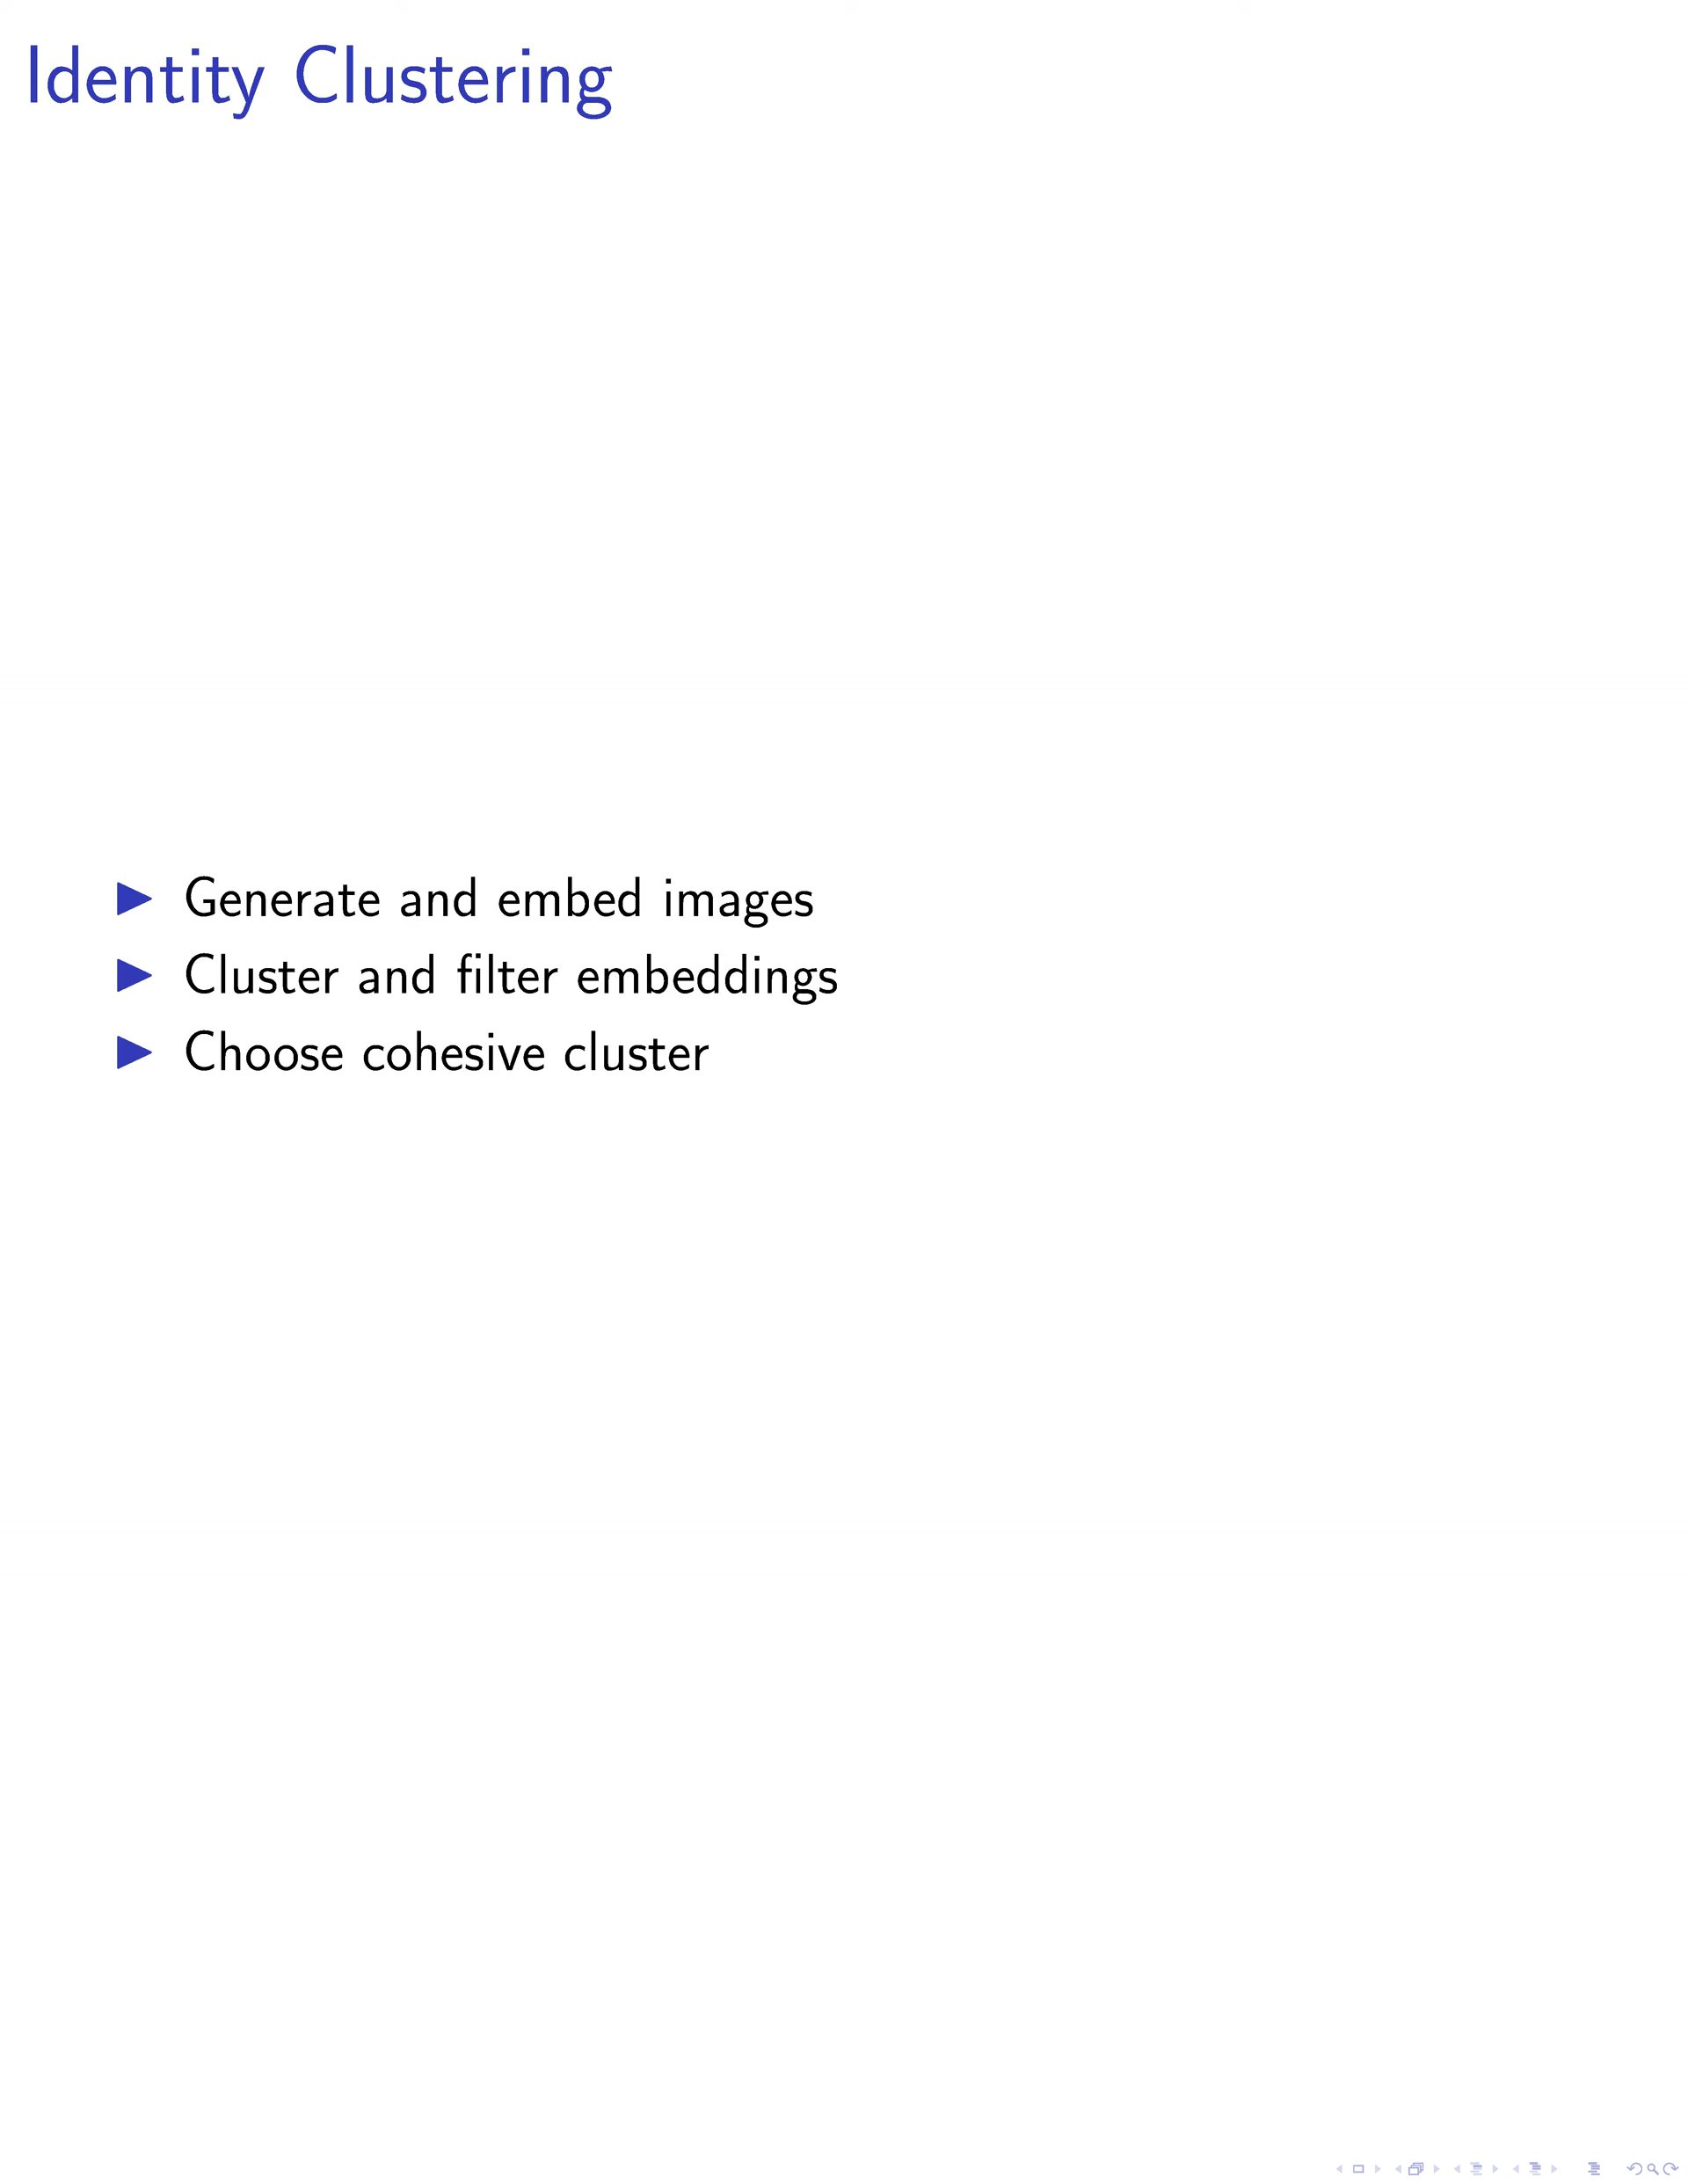 Identity Clustering
Generate and embed images
Cluster and filter embeddings
Choose cohesive cluster